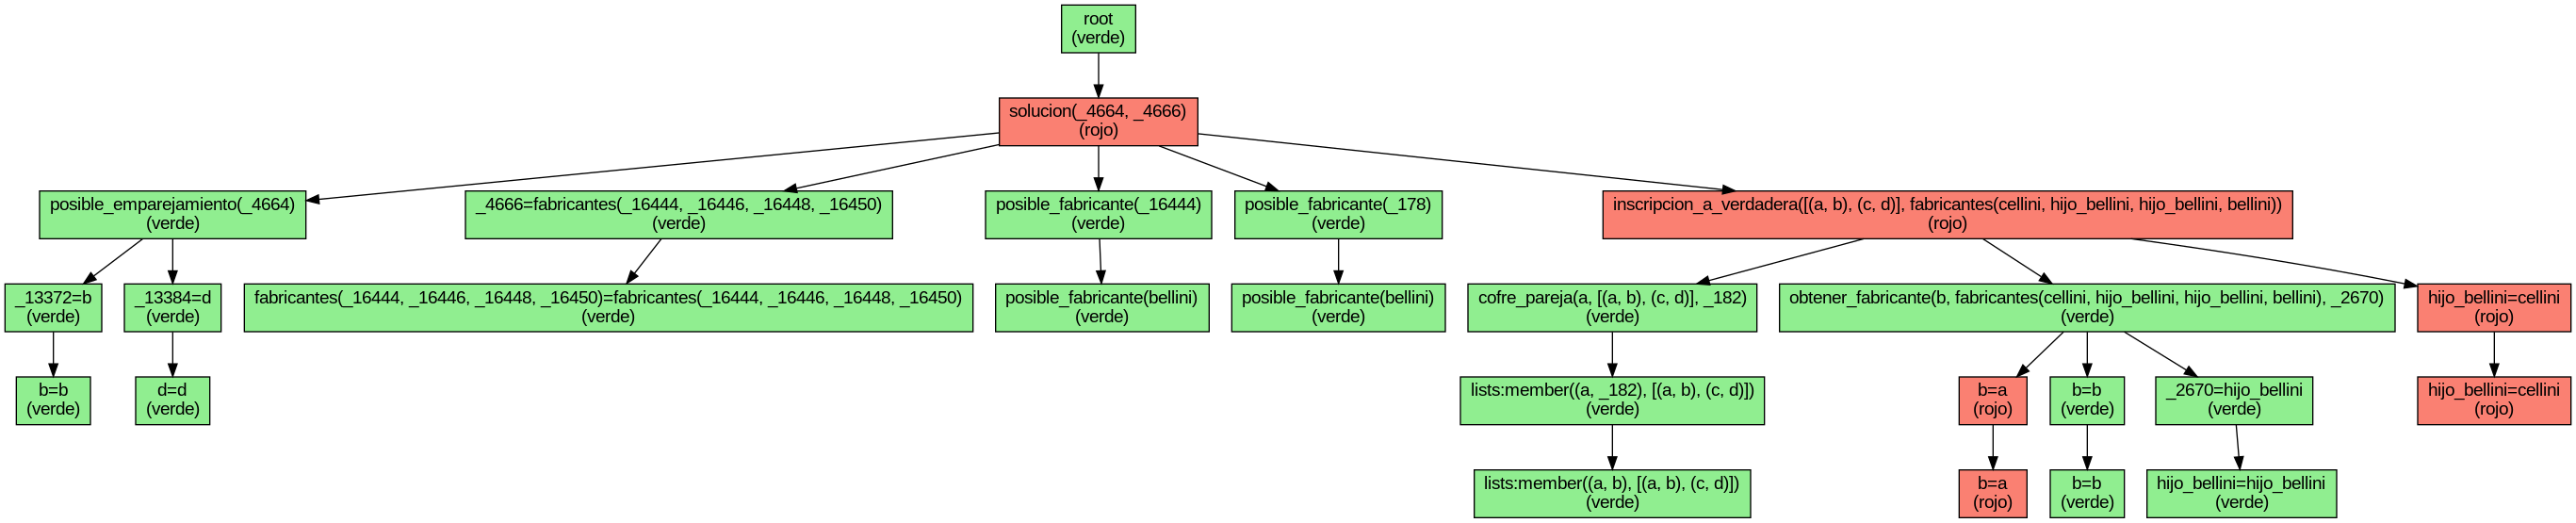 root
(verde)
solucion(_4664, _4666)
(rojo)
posible_emparejamiento(_4664)
(verde)
_4666=fabricantes(_16444, _16446, _16448, _16450)
(verde)
posible_fabricante(_16444)
(verde)
posible_fabricante(_178)
(verde)
inscripcion_a_verdadera([(a, b), (c, d)], fabricantes(cellini, hijo_bellini, hijo_bellini, bellini))
(rojo)
_13372=b
(verde)
_13384=d
(verde)
fabricantes(_16444, _16446, _16448, _16450)=fabricantes(_16444, _16446, _16448, _16450)
(verde)
posible_fabricante(bellini)
(verde)
posible_fabricante(bellini)
(verde)
cofre_pareja(a, [(a, b), (c, d)], _182)
(verde)
obtener_fabricante(b, fabricantes(cellini, hijo_bellini, hijo_bellini, bellini), _2670)
(verde)
hijo_bellini=cellini
(rojo)
b=b
(verde)
d=d
(verde)
lists:member((a, _182), [(a, b), (c, d)])
(verde)
b=a
(rojo)
b=b
(verde)
_2670=hijo_bellini
(verde)
hijo_bellini=cellini
(rojo)
lists:member((a, b), [(a, b), (c, d)])
(verde)
b=a
(rojo)
b=b
(verde)
hijo_bellini=hijo_bellini
(verde)